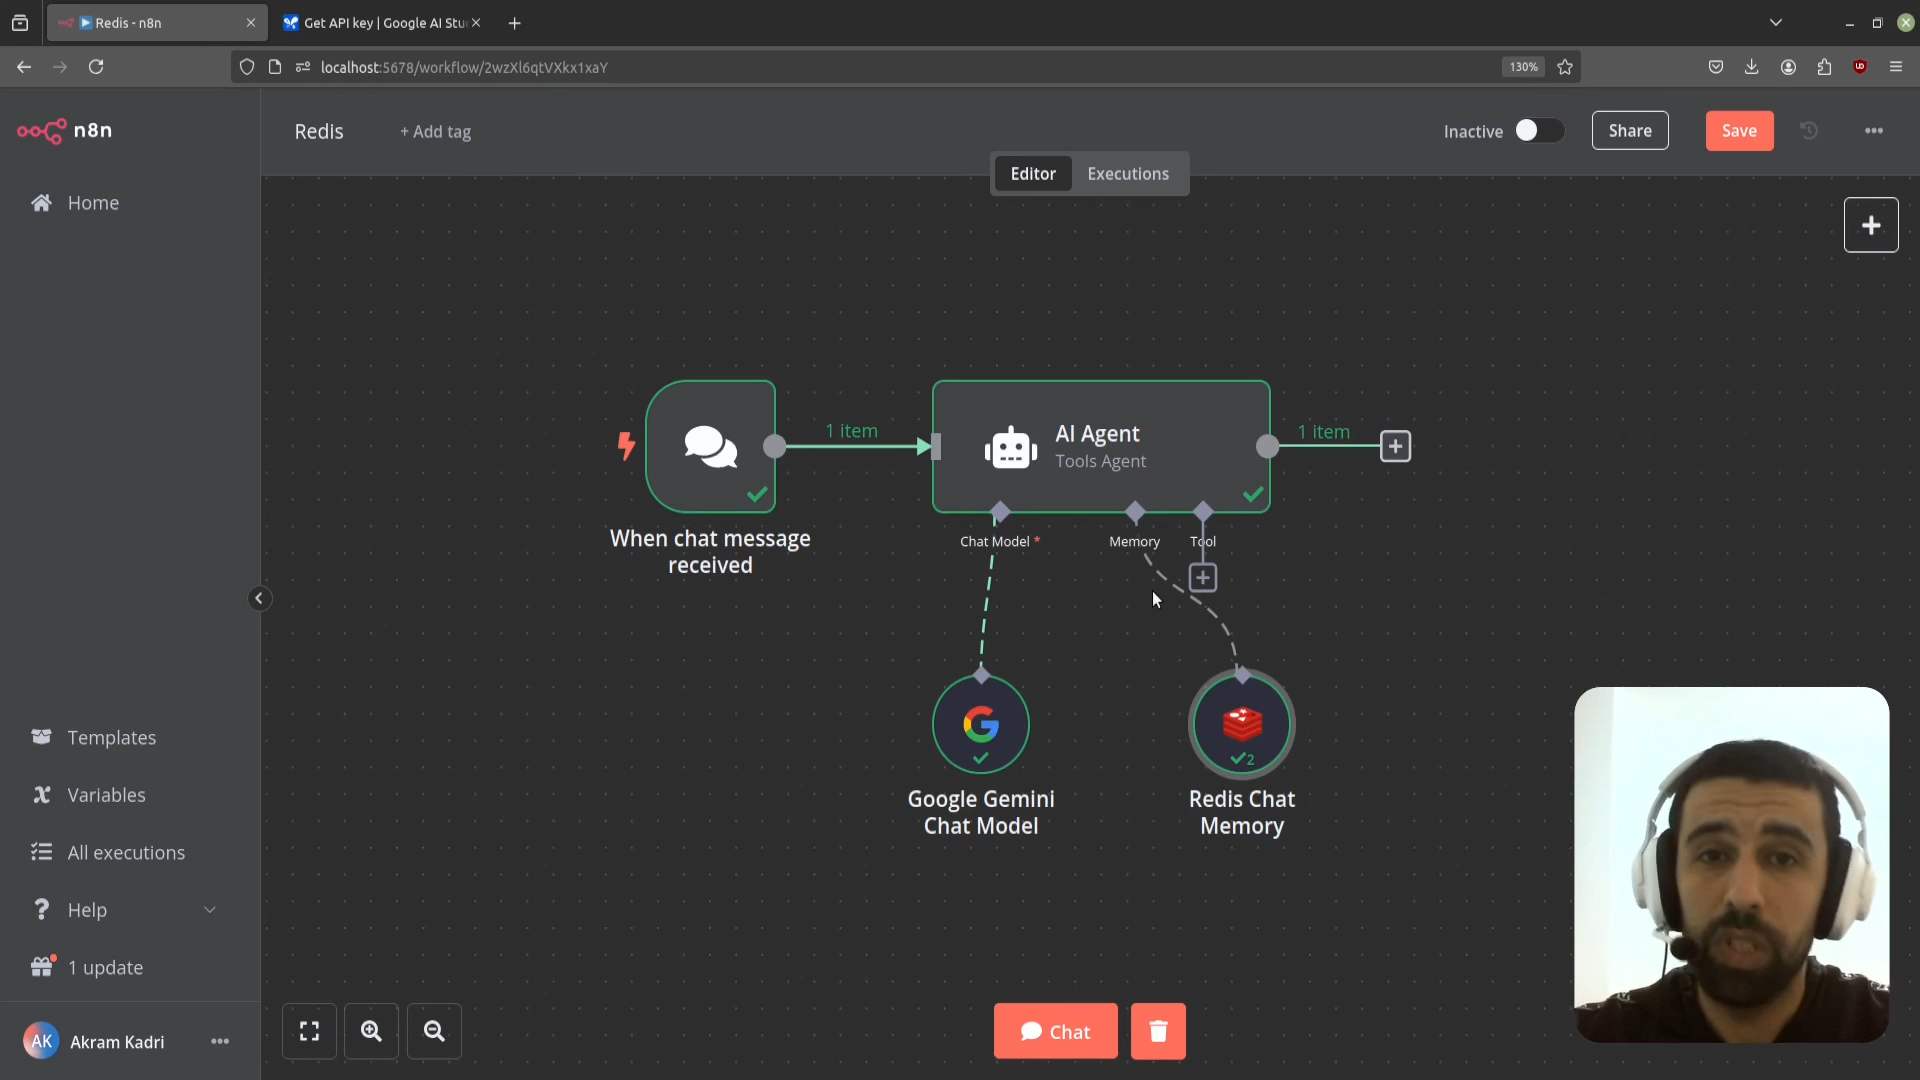 Redis - n8n
Get API key | Google AI Stu
localhost:5678/workflow/2wzXl6qtVXkx1xaY
130%
n8n
Redis
+ Add tag
Inactive
Share
Save
Editor
Executions
Home
1 item
AI Agent
Tools Agent
1 item
When chat message
received
Chat Model *
Memory
Tool
2
Google Gemini
Chat Model
Redis Chat
Memory
Templates
Variables
All executions
Help
1 update
AK
Akram Kadri
Chat